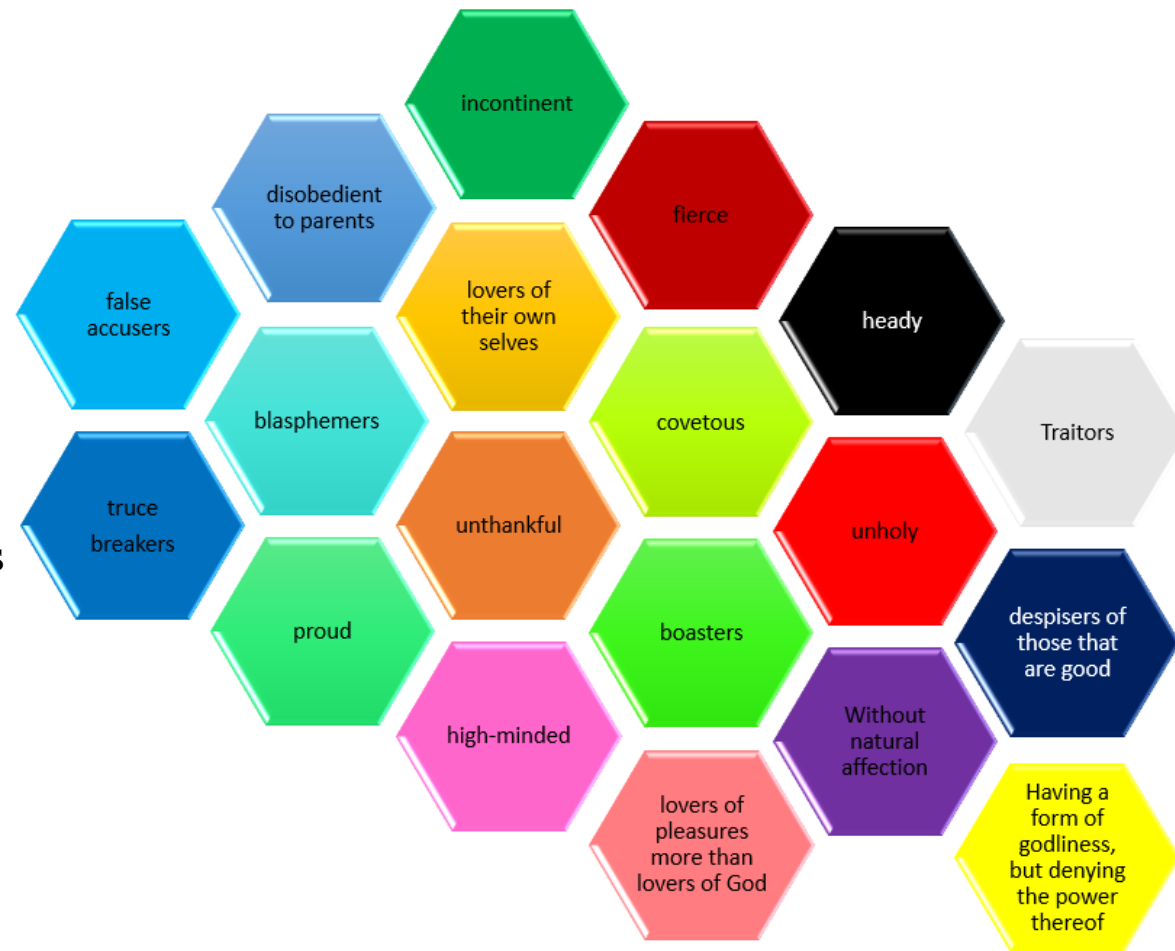 incontinent
disobedient
to parents
fierce
false
accusers
lovers of
their own
selves
heady
blasphemers
covetous
Traitors
truce
breakers
unthankful
unholy
s
proud
boasters
despisers of
those that
are good
high-minded
Without
natural
affection
lovers of
pleasures
more than
lovers of God
Having a
form of
godliness,
but denying
the power
thereof